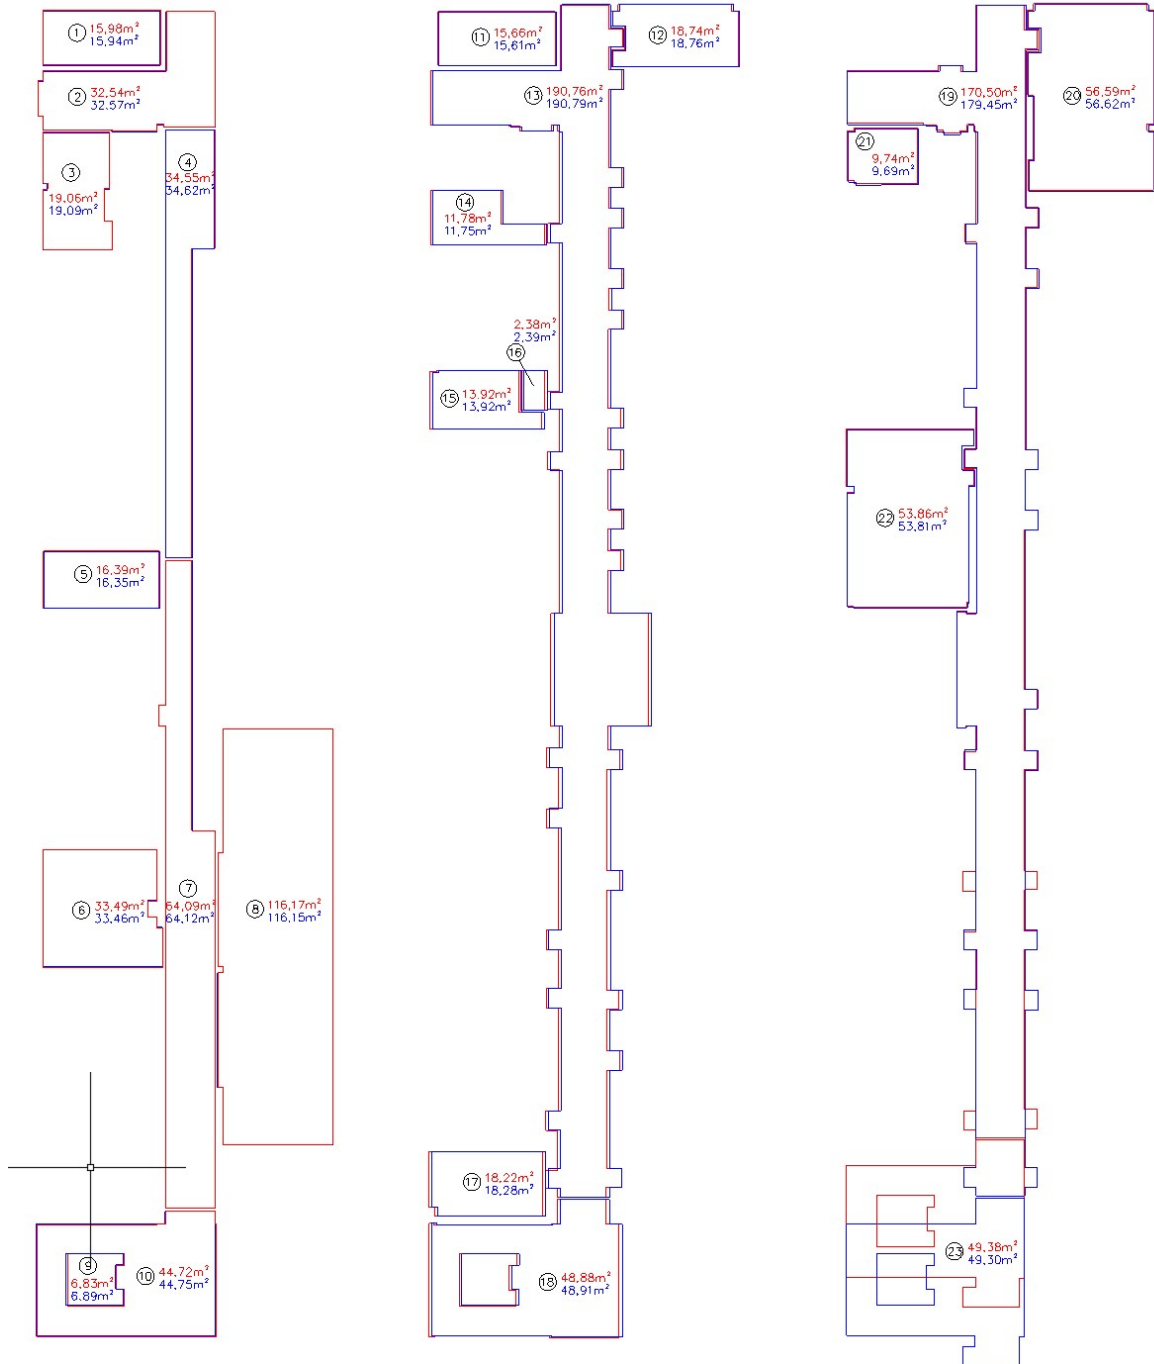 1 15,98m²
15,94m²
2 32.54m²
32.57m²
3
19.06m²
19.09m²
4
34.55m²
34.62m²
5 16.39m²
16,35m²
6 33.49m²
33.46m²
7
64,09m²
64.12m²
8 116,17m²
116,15m²
9
6.83m²
6.89m²
10 44.72m²
44.75m²
11 15,66m²
15,61m²
12 18,74m²
18.76m²
13 190,76m²
190.79m²
14
11,78m²
11,75m²
2,38m²
2,39m²
16
15 13.92m²
13,92m²
17 18,22m²
18,28m²
18 48,88m²
48,91m²
19 170,50m²
179,45m²
20 56,59m²
56,62m²
21
9,74m²
9.69m²
22 53.86m²
53.81m²
23 49,38m²
49,30m²